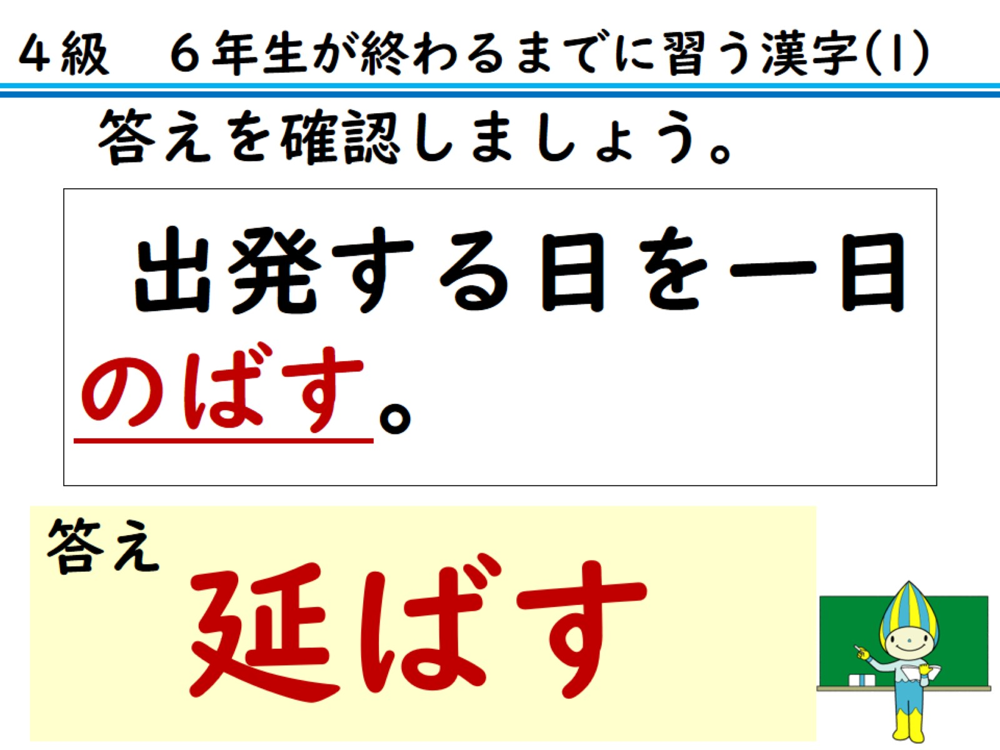 ４級　６年生が終わるまでに習う漢字(1)
答えを確認しましょう。
出発する日を一日
のばす。
答え
延ばす